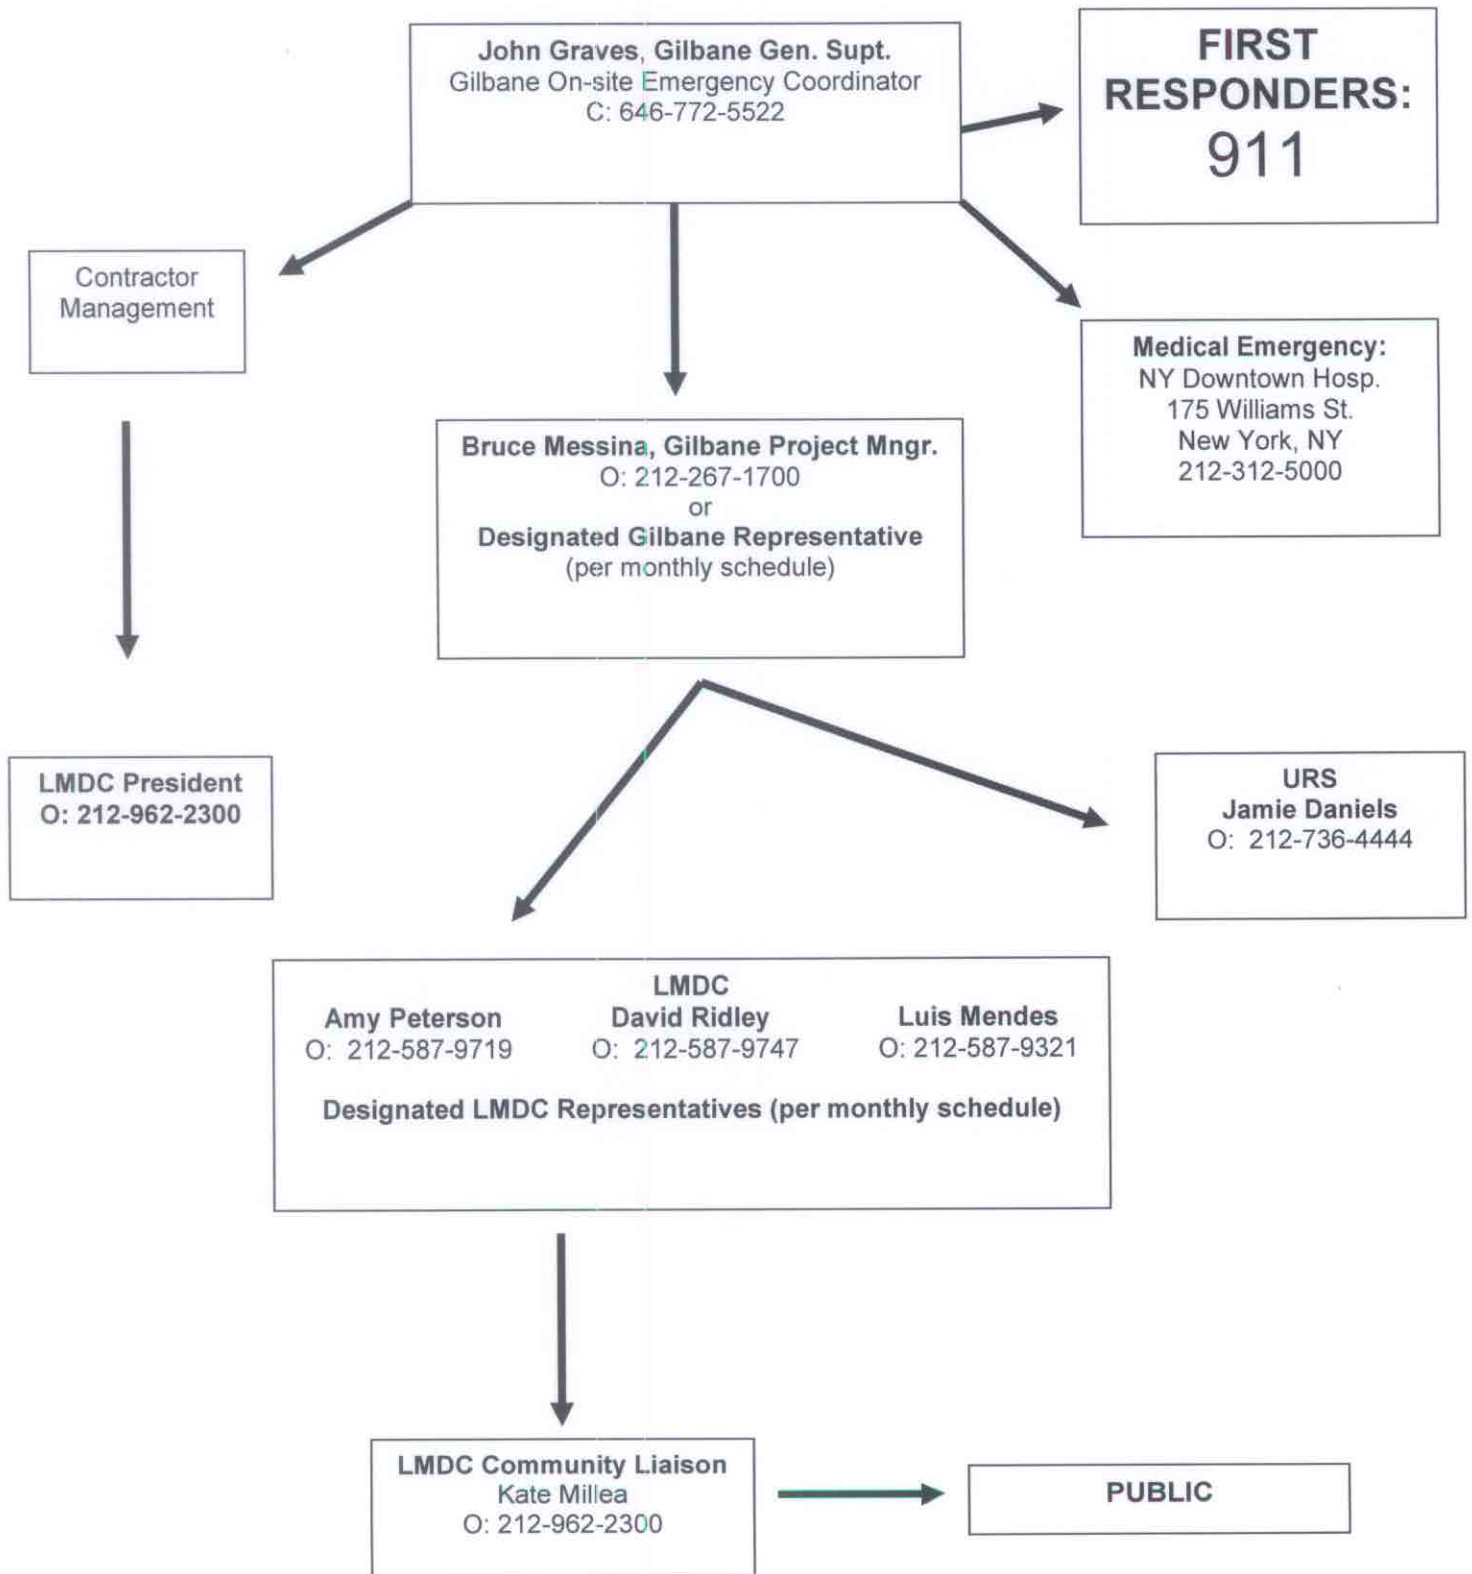 John Graves, Gilbane Gen. Supt.
Gilbane On-site Emergency Coordinator
C: 646-772-5522
FIRST
RESPONDERS:
911
Contractor
Management
Medical Emergency:
NY Downtown Hosp.
175 Williams St.
New York, NY
212-312-5000
Bruce Messina, Gilbane Project Mngr.
O: 212-267-1700
or
Designated Gilbane Representative
(per monthly schedule)
LMDC President
O: 212-962-2300
URS
Jamie Daniels
O: 212-736-4444
LMDC
Amy Peterson David Ridley Luis Mendes
O: 212-587-9719 O: 212-587-9747 O: 212-587-9321
Designated LMDC Representatives (per monthly schedule)
LMDC Community Liaison
Kate Millea
O: 212-962-2300
PUBLIC